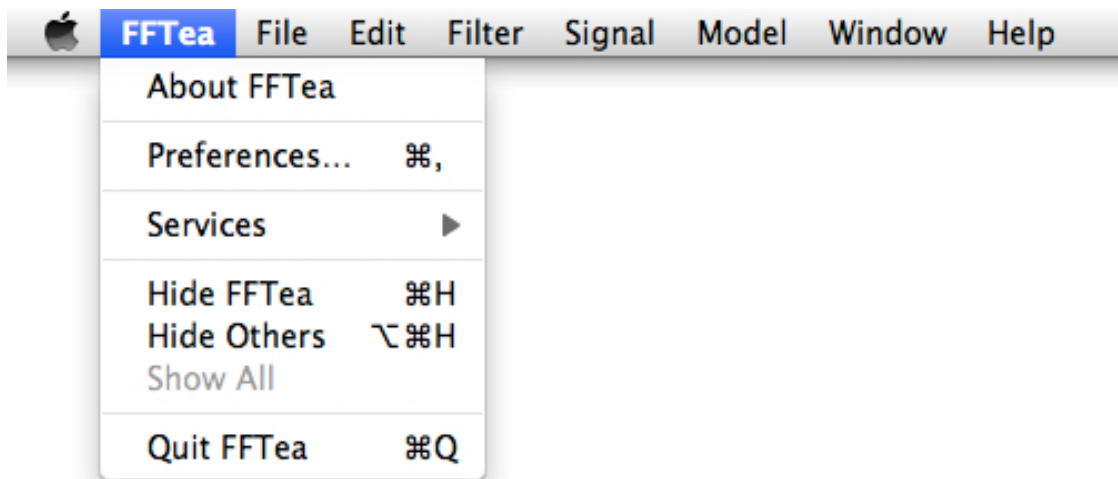 FFTea File Edit Filter Signal Model Window Help
About FFTea
Preferences... ⌘,
Services ▶
Hide FFTea ⌘H
Hide Others ⌥⌘H
Show All
Quit FFTea ⌘Q